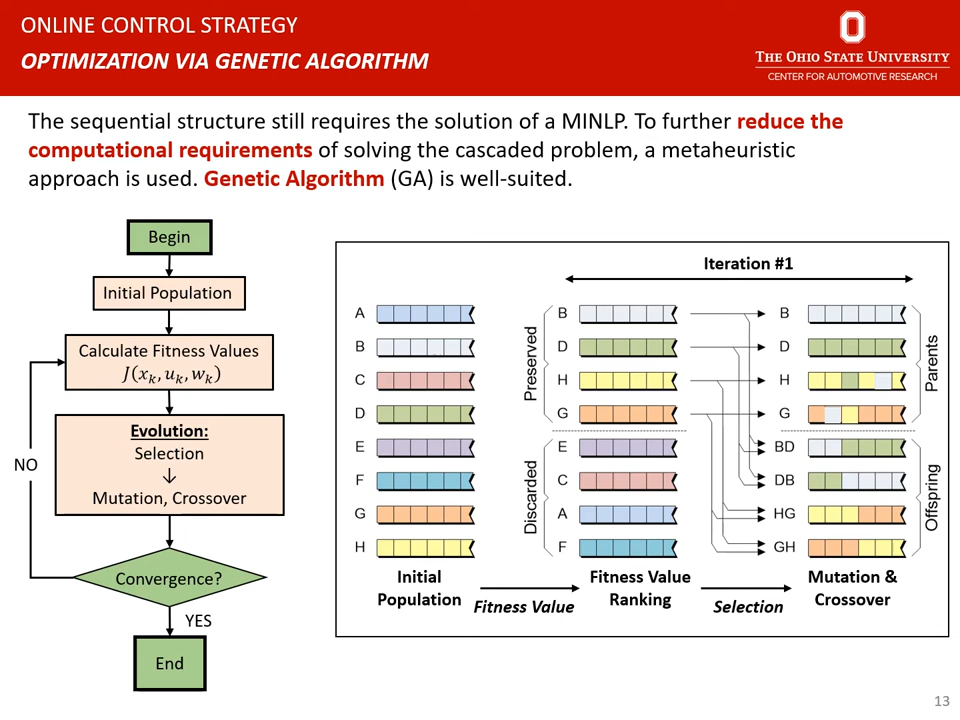 ONLINE CONTROL STRATEGY
OPTIMIZATION VIA GENETIC ALGORITHM
THE OHIO STATE UNIVERSITY
CENTER FOR AUTOMOTIVE RESEARCH
The sequential structure still requires the solution of a MINLP. To further reduce the
computational requirements of solving the cascaded problem, a metaheuristic
approach is used. Genetic Algorithm (GA) is well-suited.
Begin
Initial Population
Calculate Fitness Values
J(x_k, u_k, w_k)
Evolution:
Selection
↓
Mutation, Crossover
NO
Convergence?
YES
End
Iteration #1
A
B
C
D
E
F
G
H
Initial
Population
Fitness Value
Preserved
Discarded
B
D
H
G
E
C
A
F
Fitness Value
Ranking
Selection
B
D
H
G
BD
DB
HG
GH
Parents
Offspring
Mutation &
Crossover
13